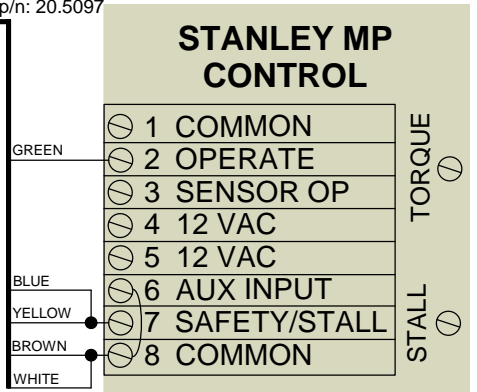 p/n: 20.5097
STANLEY MP
CONTROL
1 COMMON
GREEN
2 OPERATE
3 SENSOR OP
4 12 VAC
5 12 VAC
BLUE
6 AUX INPUT
YELLOW
7 SAFETY/STALL
BROWN
8 COMMON
WHITE
TORQUE
STALL